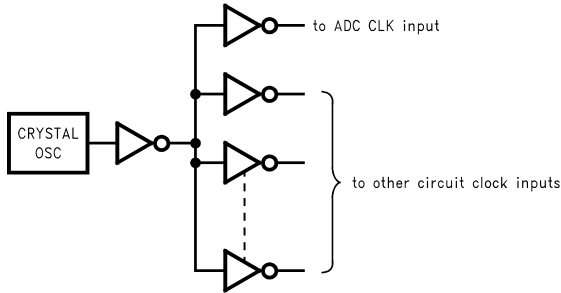 to ADC CLK input
CRYSTAL
OSC
to other circuit clock inputs